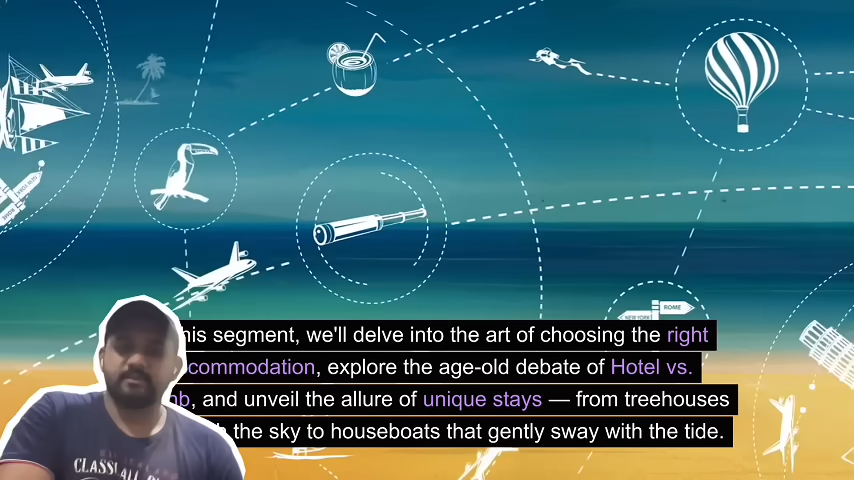 his segment, we'll delve into the art of choosing the right
commodation, explore the age-old debate of Hotel vs.
nb, and unveil the allure of unique stays — from treehouses
h the sky to houseboats that gently sway with the tide.
ROME
NEW YORK
CLASS